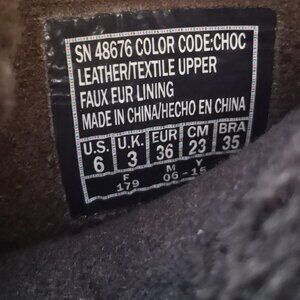 SN 48676 COLOR CODE:CHOC
LEATHER/TEXTILE UPPER
FAUX FUR LINING
MADE IN CHINA/HECHO EN CHINA
U.S. U.K. EUR CM BRA
6 3 36 23 35
F M Y
179 06-15